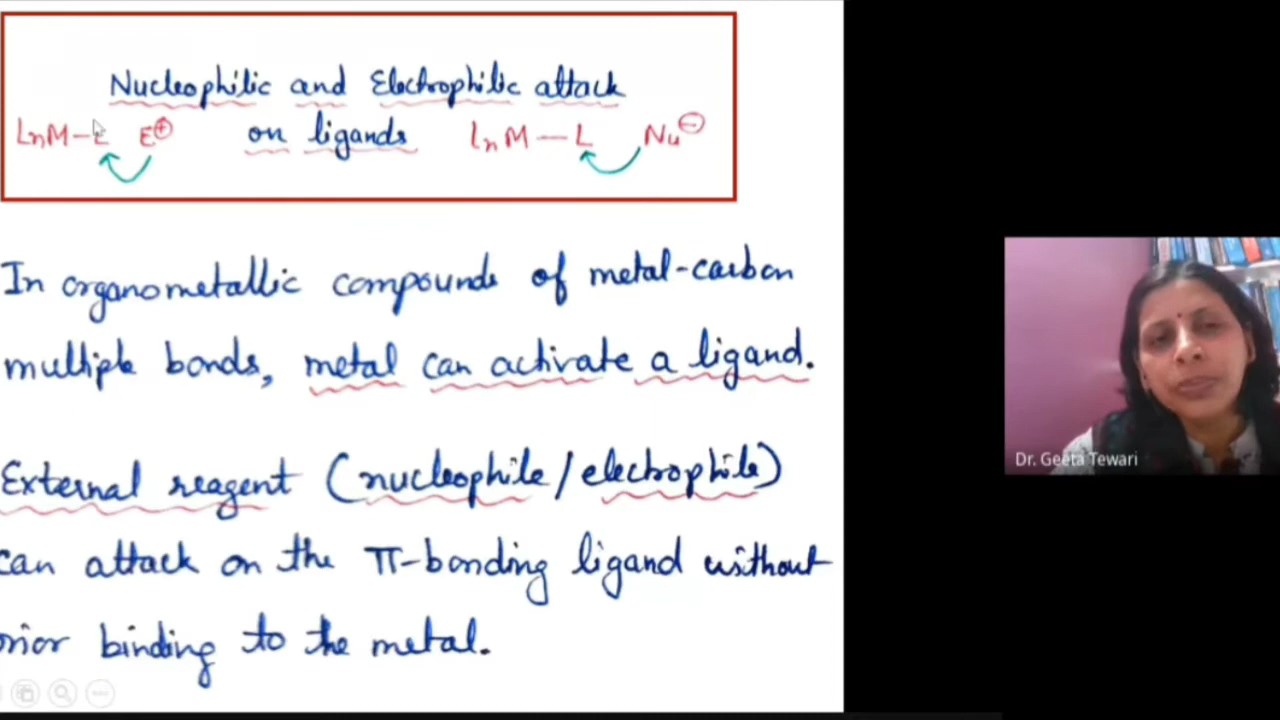 Nucleophilic and Electrophilic attack
LnM-L E⊕ on ligands LnM — L Nu⊖
In organometallic compounds of metal-carbon
multiple bonds, metal can activate a ligand.
External reagent (nucleophile/electrophile)
can attack on the π-bonding ligand without
prior binding to the metal.
Dr. Geeta Tewari